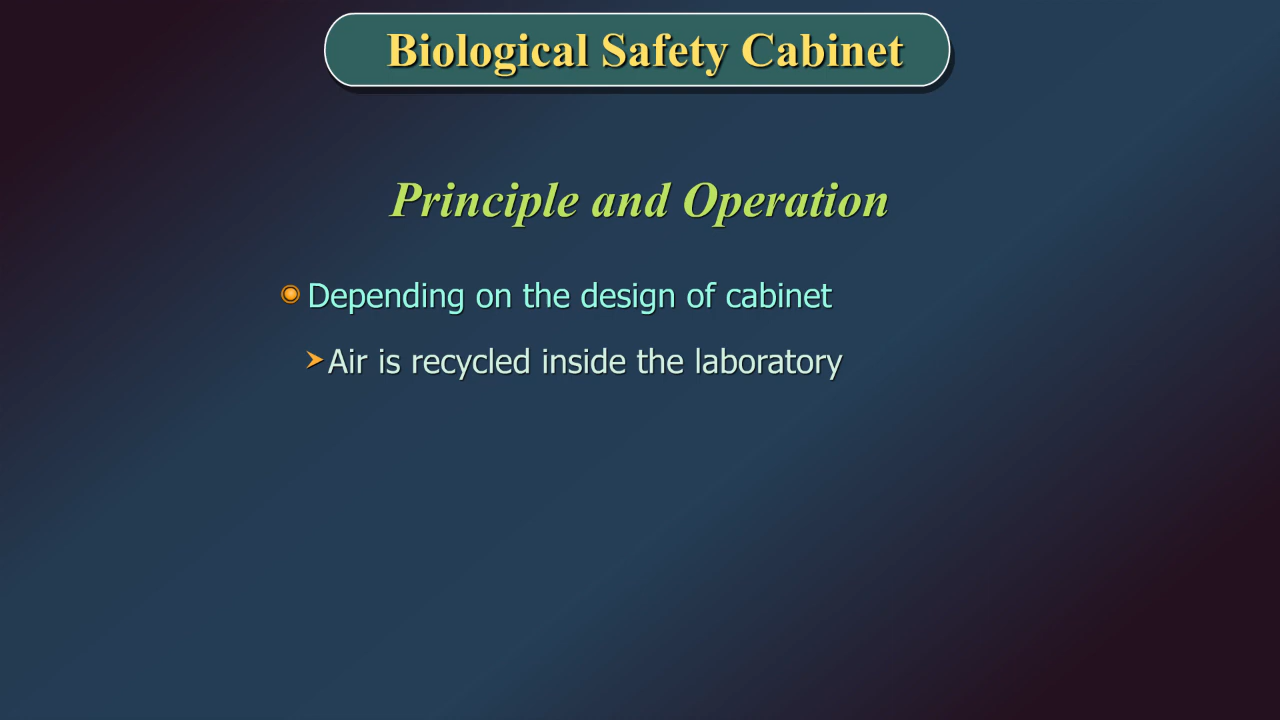 Biological Safety Cabinet
Principle and Operation
Depending on the design of cabinet
Air is recycled inside the laboratory